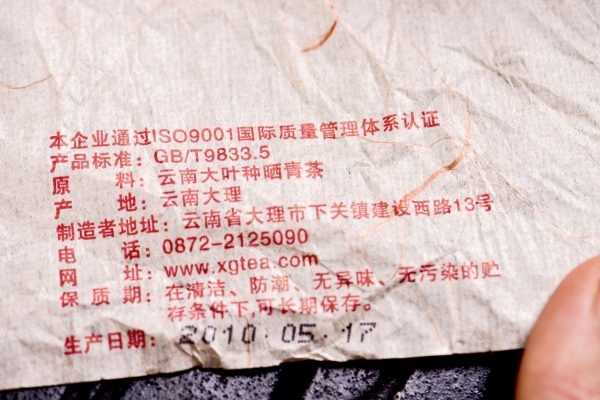 本企业通过ISO9001国际质量管理体系认证
产品标准：GB/T9833.5
原 料：云南大叶种晒青茶
产 地：云南大理
制造者地址：云南省大理市下关镇建设西路13号
电 话：0872-2125090
网 址：www.xgtea.com
保 质 期：在清洁、防潮、无异味、无污染的贮
存条件下,可长期保存。
生产日期：2010.05.17